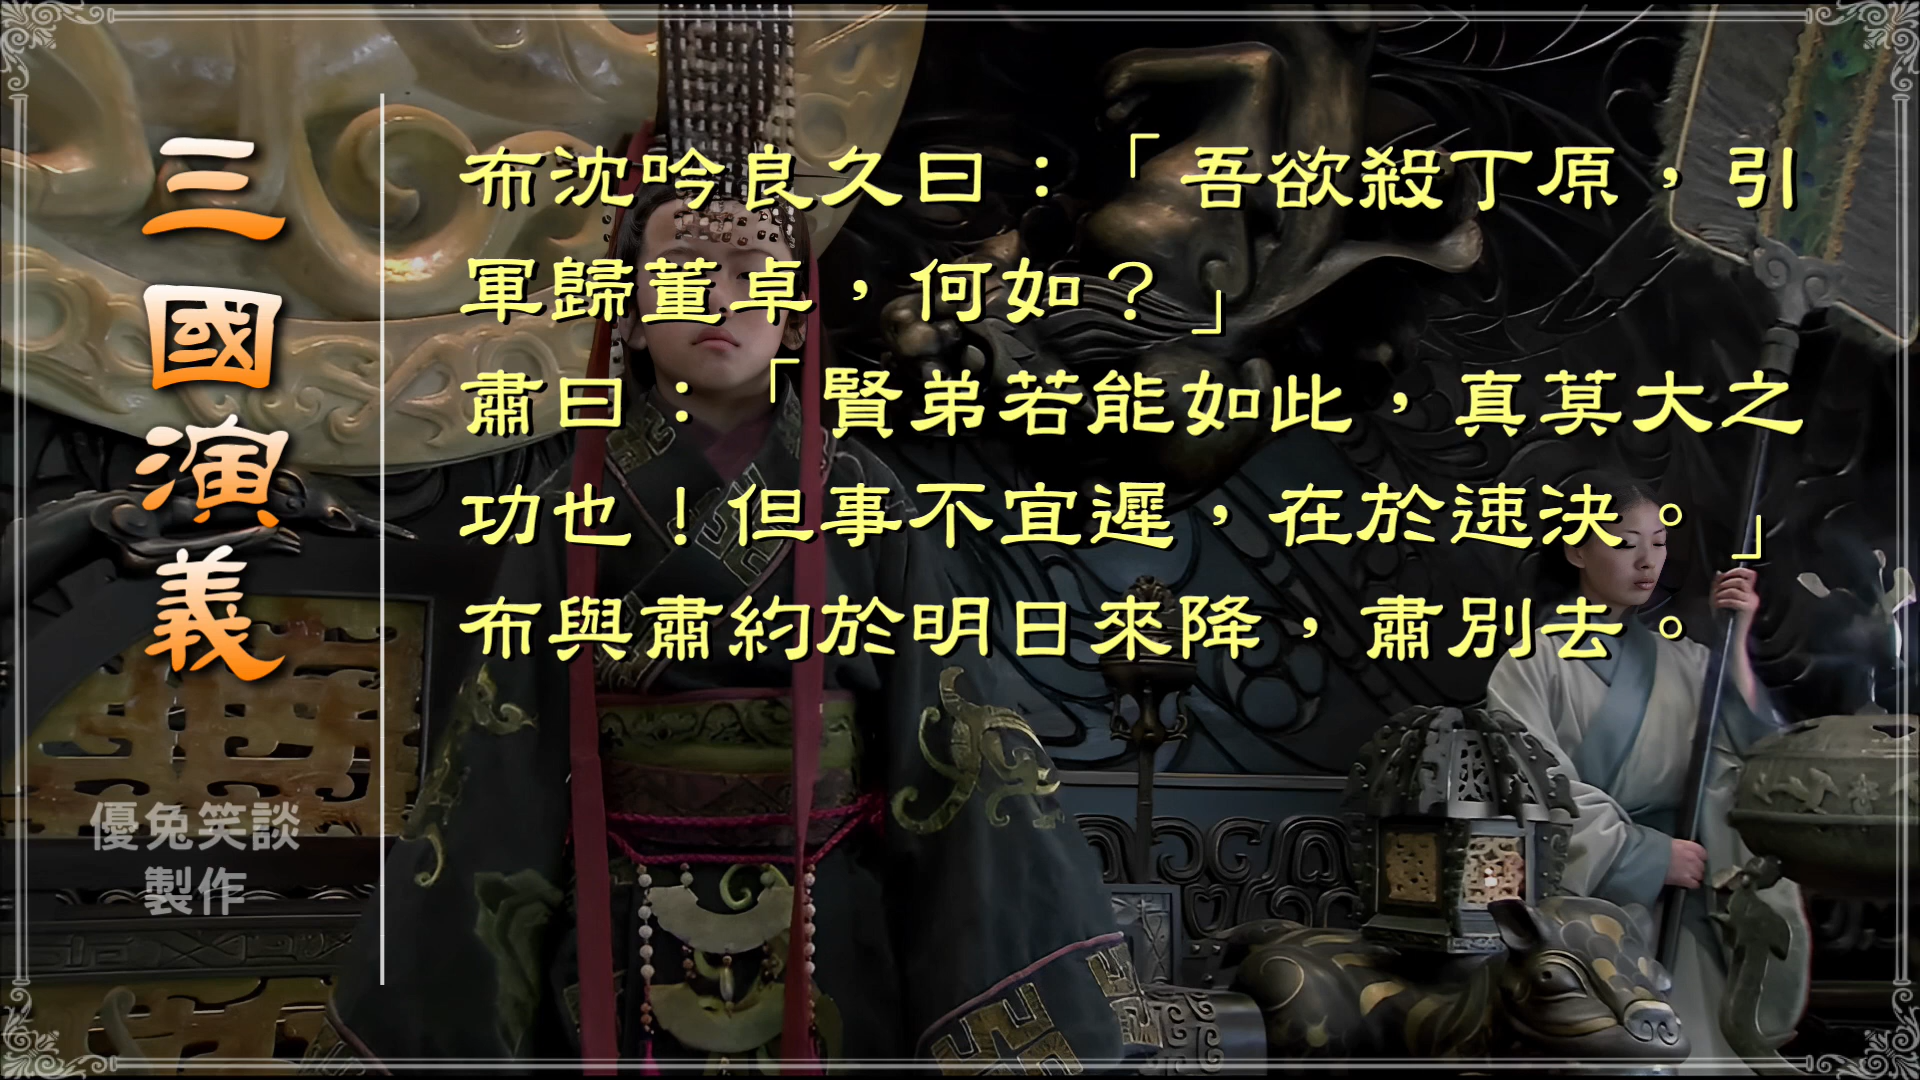 三國演義
優兔笑談
製作
布沈吟良久曰：「吾欲殺丁原，引
軍歸董卓，何如？」
肅曰：「賢弟若能如此，真莫大之
功也！但事不宜遲，在於速決。」
布與肅約於明日來降，肅別去。